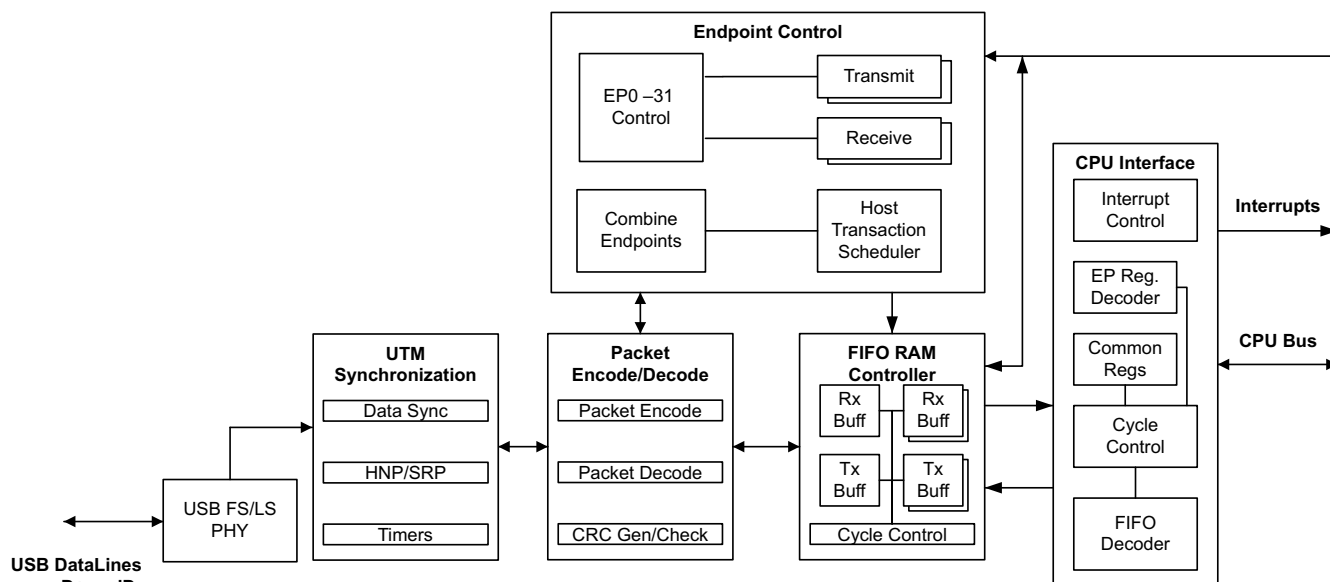 Endpoint Control
EP0 –31
Control
Transmit
Receive
Combine
Endpoints
Host
Transaction
Scheduler
CPU Interface
Interrupt
Control
Interrupts
EP Reg.
Decoder
Common
Regs
CPU Bus
Cycle
Control
FIFO
Decoder
UTM
Synchronization
Data Sync
HNP/SRP
Timers
Packet
Encode/Decode
Packet Encode
Packet Decode
CRC Gen/Check
FIFO RAM
Controller
Rx
Buff
Rx
Buff
Tx
Buff
Tx
Buff
Cycle Control
USB FS/LS
PHY
USB DataLines